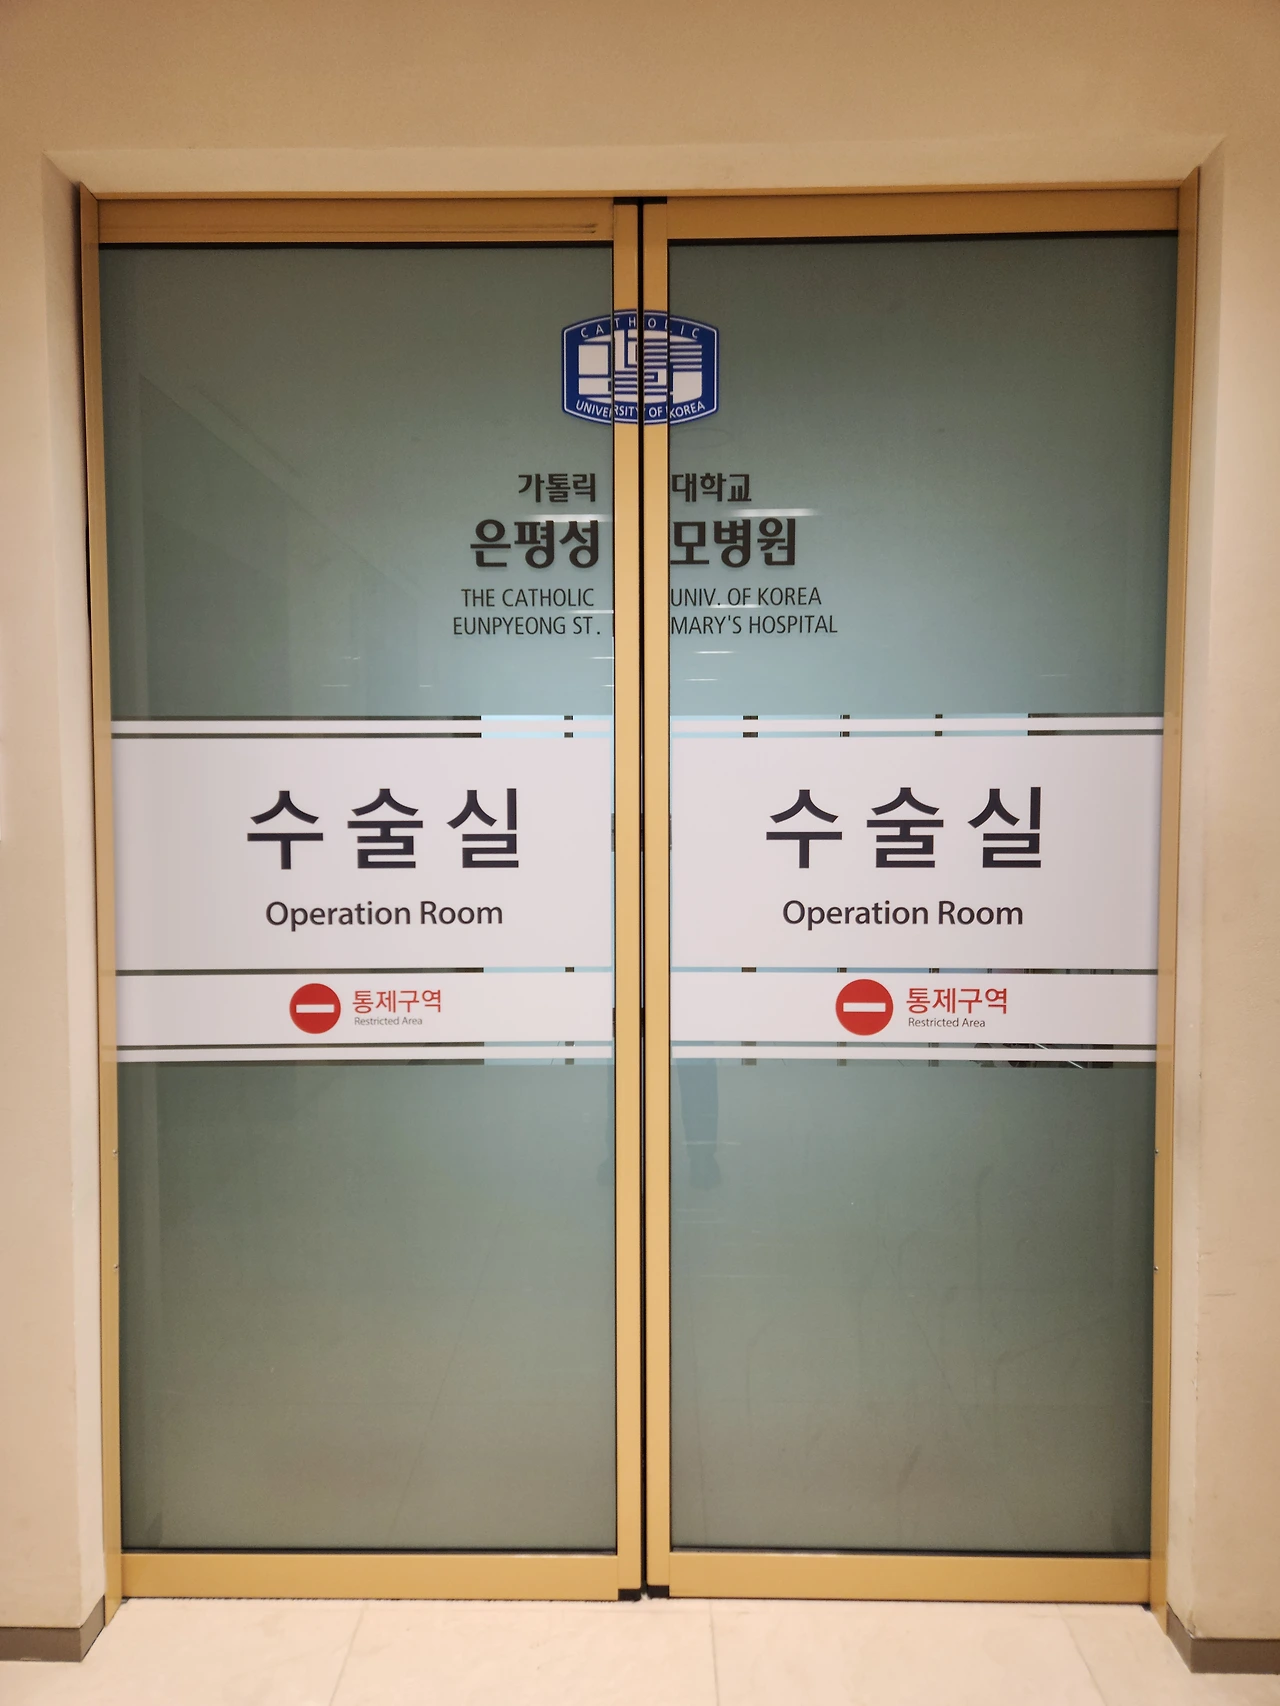 CATHOLIC
UNIVERSITY OF KOREA
가톨릭대학교
은평성모병원
THE CATHOLIC UNIV. OF KOREA
EUNPYEONG ST. MARY'S HOSPITAL
수술실
Operation Room
통제구역
Restricted Area
수술실
Operation Room
통제구역
Restricted Area